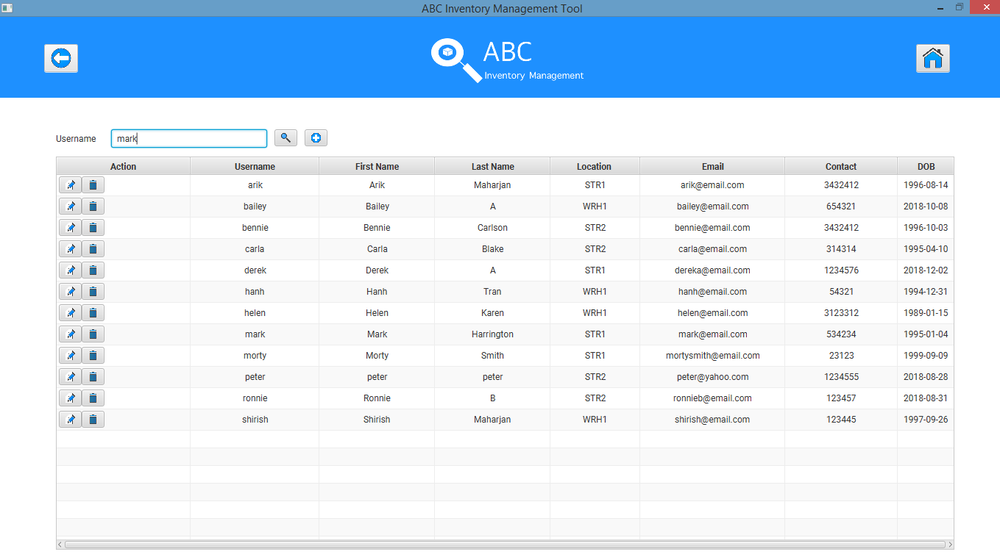 ABC Inventory Management Tool
ABC
Inventory Management
Username mark
Action Username First Name Last Name Location Email Contact DOB
arik Arik Maharjan STR1 arik@email.com 3432412 1996-08-14
bailey Bailey A WRH1 bailey@email.com 654321 2018-10-08
bennie Bennie Carlson STR2 bennie@email.com 3432412 1996-10-03
carla Carla Blake STR2 carla@email.com 314314 1995-04-10
derek Derek A STR1 dereka@email.com 1234576 2018-12-02
hanh Hanh Tran WRH1 hanh@email.com 54321 1994-12-31
helen Helen Karen WRH1 helen@email.com 3123312 1989-01-15
mark Mark Harrington STR1 mark@email.com 534234 1995-01-04
morty Morty Smith STR1 mortysmith@email.com 23123 1999-09-09
peter peter peter STR2 peter@yahoo.com 1234555 2018-08-28
ronnie Ronnie B STR2 ronnieb@email.com 123457 2018-08-31
shirish Shirish Maharjan WRH1 shirish@email.com 123445 1997-09-26